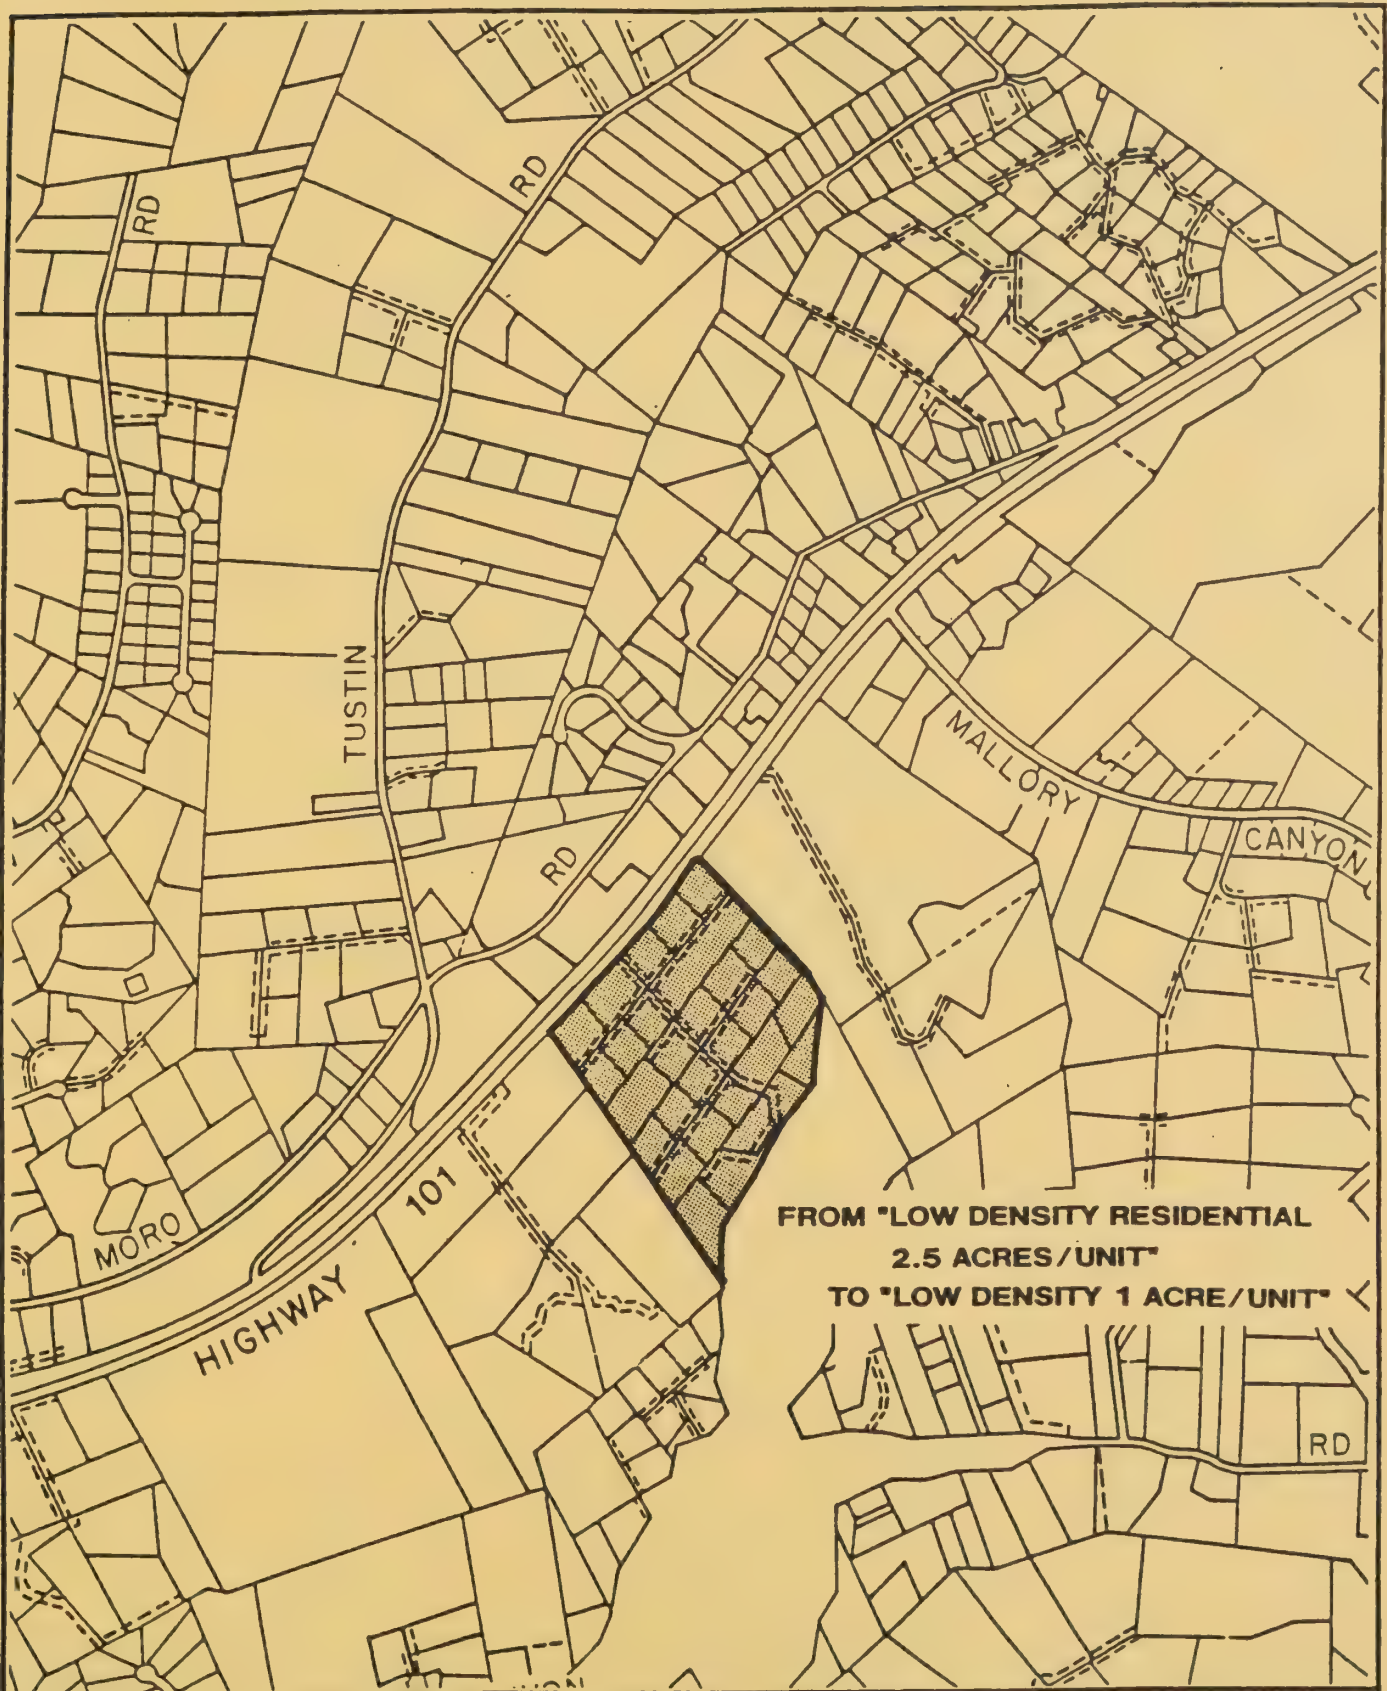 RD
RD
TUSTIN
MALLORY
CANYON
RD
101
MORO
HIGHWAY
FROM "LOW DENSITY RESIDENTIAL
2.5 ACRES/UNIT"
TO "LOW DENSITY 1 ACRE/UNIT"
RD